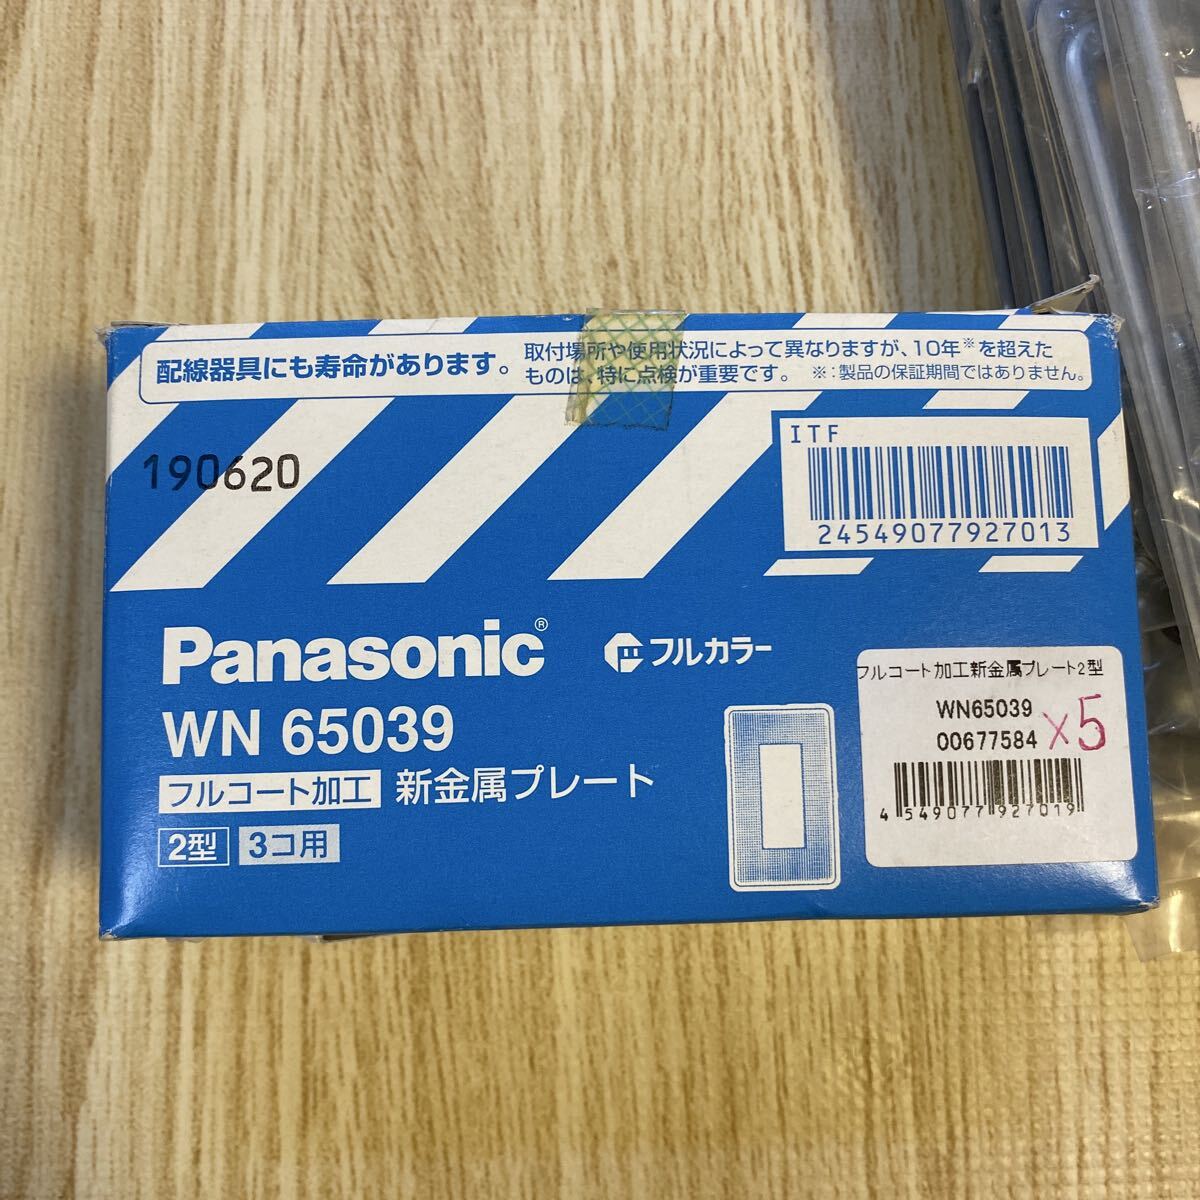 配線器具にも寿命があります。
取付場所や使用状況によって異なりますが、10年※を超えた
ものは、特に点検が重要です。 ※:製品の保証期間ではありません。
190620
ITF
24549077927013
Panasonic®
フルカラー
WN 65039
フルコート加工 新金属プレート
2型 3コ用
フルコート加工新金属プレート2型
WN65039
00677584 ×5
4 549077 927019